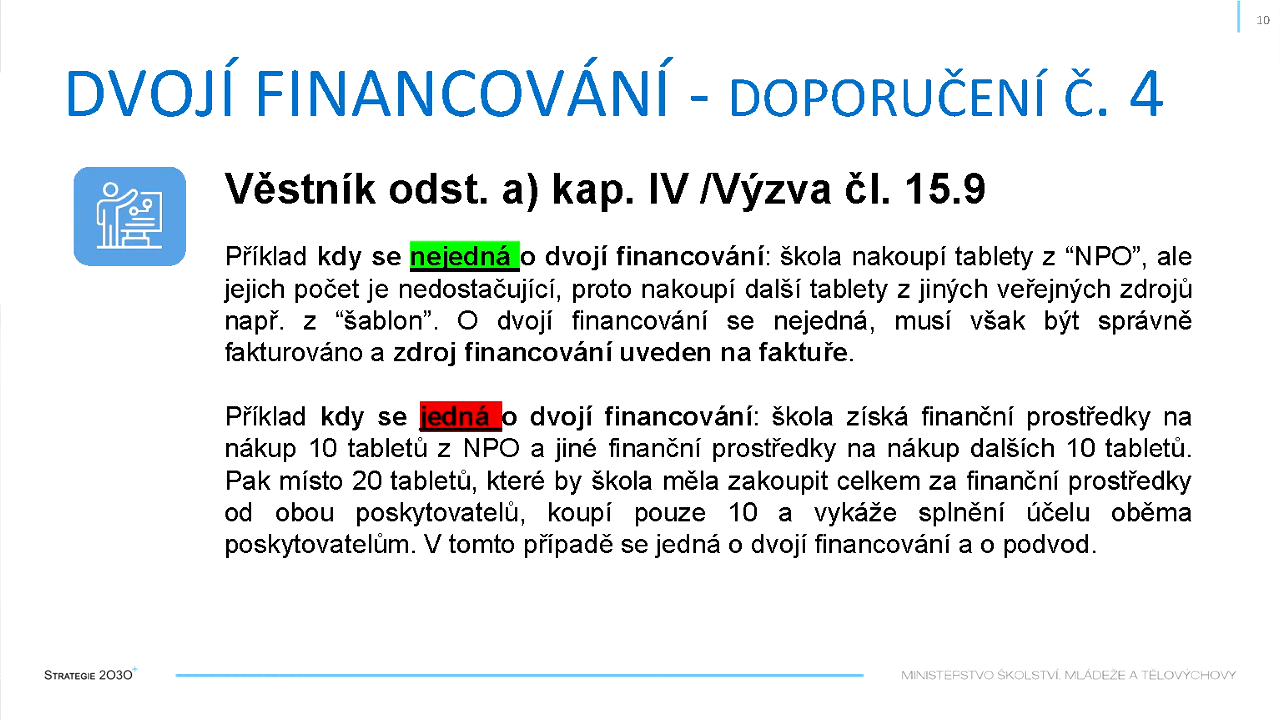 10
DVOJÍ FINANCOVÁNÍ - DOPORUČENÍ Č. 4
Věstník odst. a) kap. IV /Výzva čl. 15.9
Příklad kdy se nejedná o dvojí financování: škola nakoupí tablety z “NPO”, ale
jejich počet je nedostačující, proto nakoupí další tablety z jiných veřejných zdrojů
např. z “šablon”. O dvojí financování se nejedná, musí však být správně
fakturováno a zdroj financování uveden na faktuře.
Příklad kdy se jedná o dvojí financování: škola získá finanční prostředky na
nákup 10 tabletů z NPO a jiné finanční prostředky na nákup dalších 10 tabletů.
Pak místo 20 tabletů, které by škola měla zakoupit celkem za finanční prostředky
od obou poskytovatelů, koupí pouze 10 a vykáže splnění účelu oběma
poskytovatelům. V tomto případě se jedná o dvojí financování a o podvod.
STRATEGIE 2030+
MINISTERSTVO ŠKOLSTVÍ, MLÁDEŽE A TĚLOVÝCHOVY